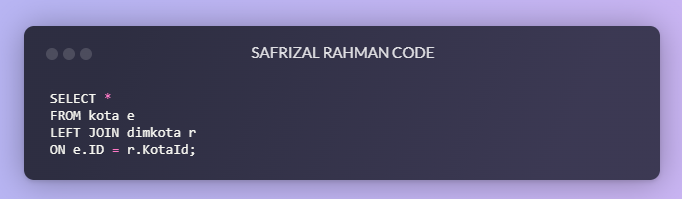 SAFRIZAL RAHMAN CODE
SELECT *
FROM kota e
LEFT JOIN dimkota r
ON e.ID = r.KotaId;